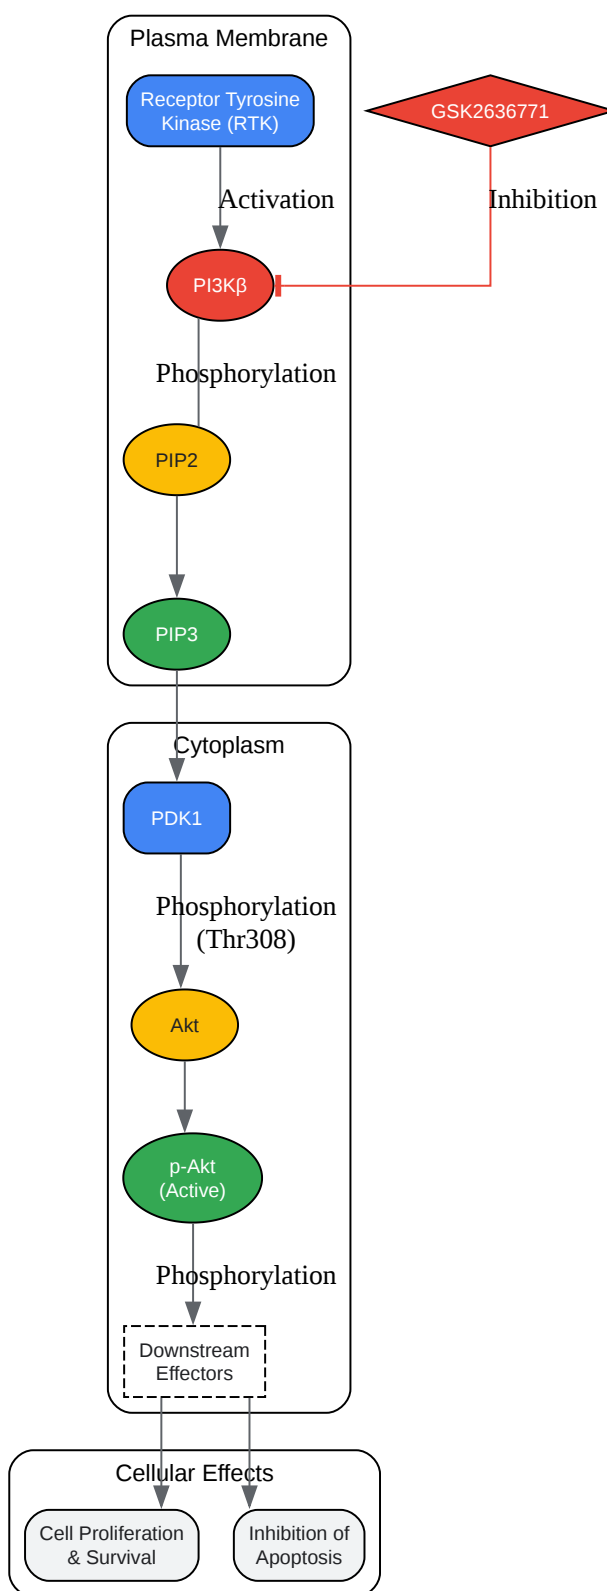 Plasma Membrane
Receptor Tyrosine
Kinase (RTK)
GSK2636771
Activation
Inhibition
PI3Kβ
Phosphorylation
PIP2
PIP3
Cytoplasm
PDK1
Phosphorylation
(Thr308)
Akt
p-Akt
(Active)
Phosphorylation
Downstream
Effectors
Cellular Effects
Cell Proliferation
& Survival
Inhibition of
Apoptosis